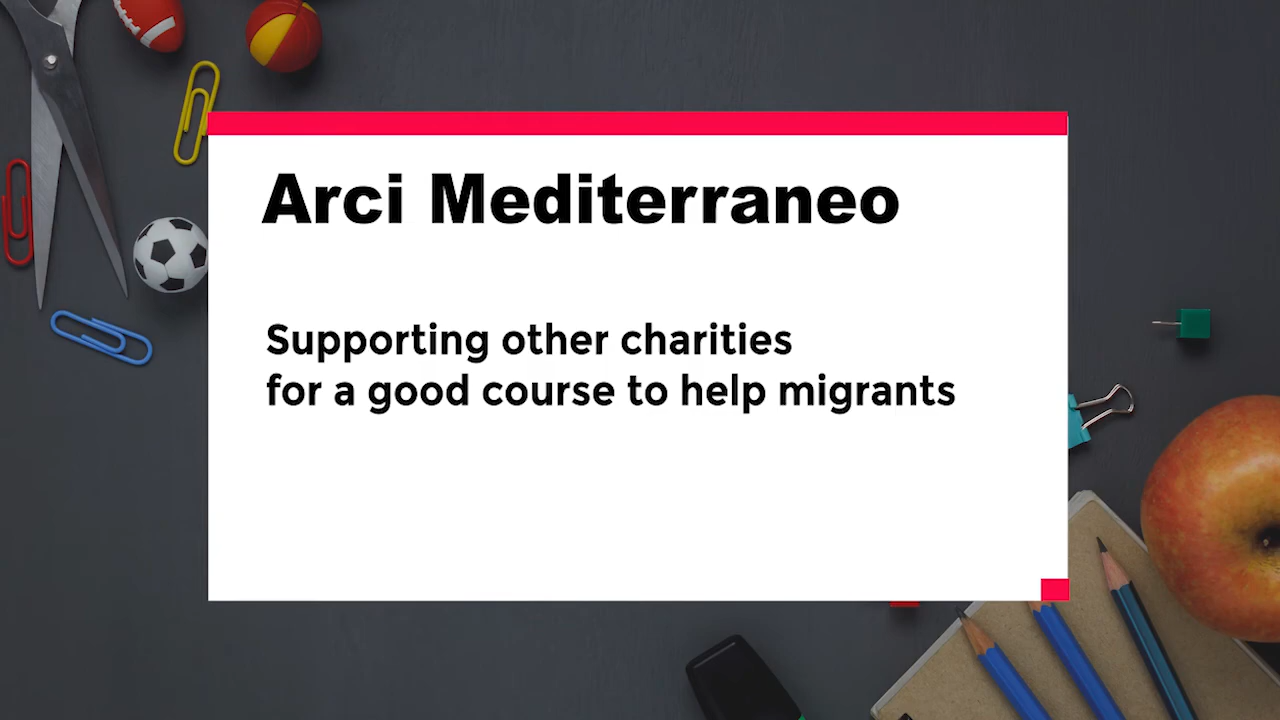 Arci Mediterraneo
Supporting other charities
for a good course to help migrants